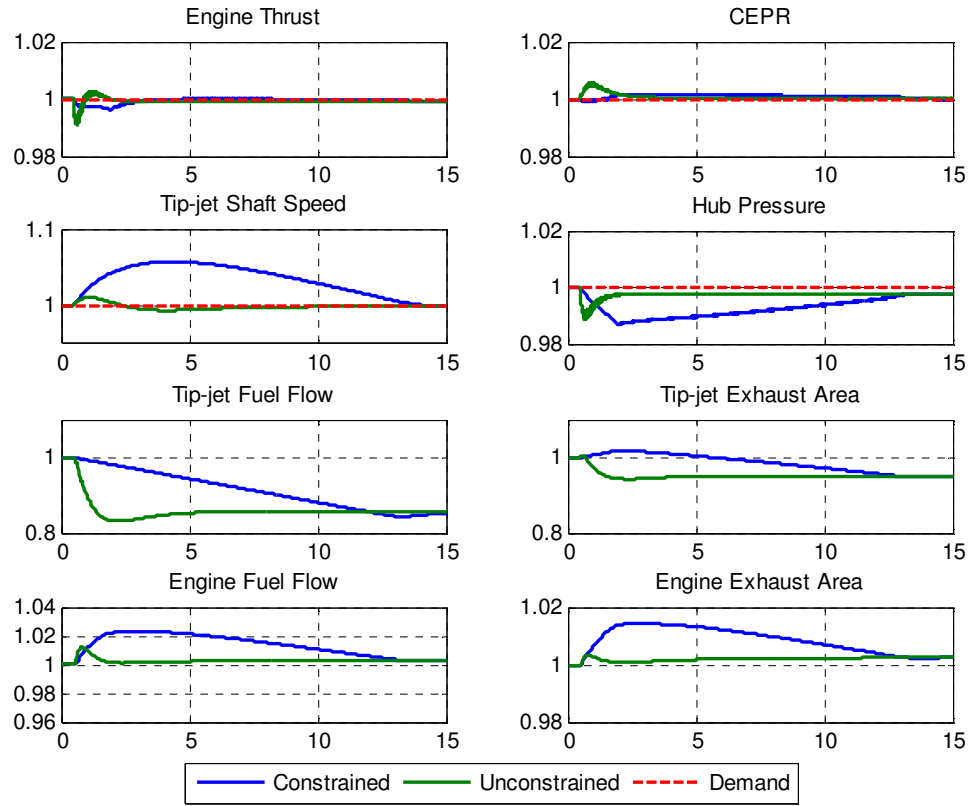 Engine Thrust
CEPR
1.02
1
0.98
0 5 10 15
1.02
1
0.98
0 5 10 15
Tip-jet Shaft Speed
Hub Pressure
1.1
1
0 5 10 15
1.02
1
0.98
0 5 10 15
Tip-jet Fuel Flow
Tip-jet Exhaust Area
1
0.8
0 5 10 15
1
0.8
0 5 10 15
Engine Fuel Flow
Engine Exhaust Area
1.04
1.02
1
0.98
0.96
0 5 10 15
1.02
1
0.98
0 5 10 15
Constrained Unconstrained Demand